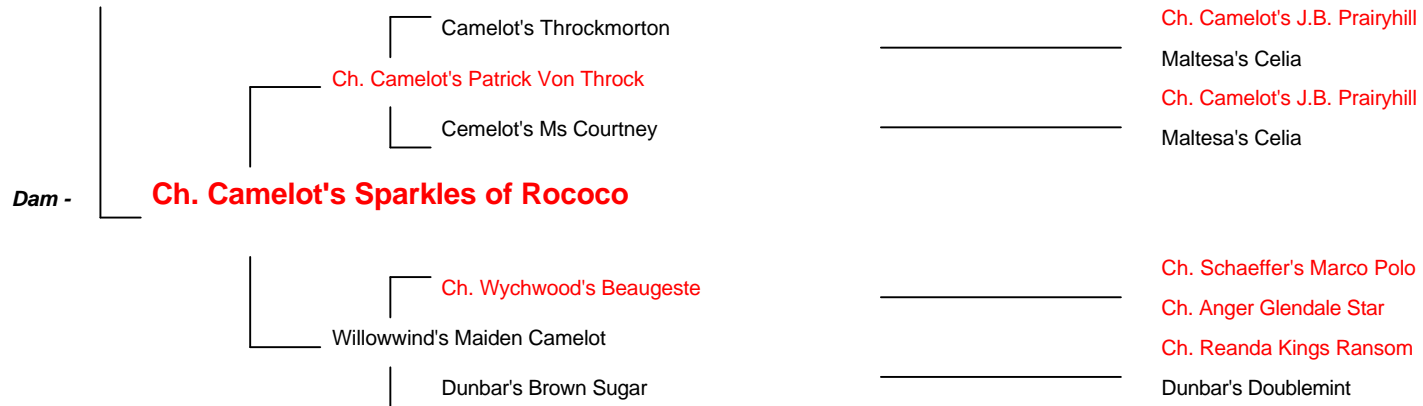 Camelot's Throckmorton
Ch. Camelot's J.B. Prairyhill
Maltesa's Celia
Ch. Camelot's Patrick Von Throck
Ch. Camelot's J.B. Prairyhill
Cemelot's Ms Courtney
Maltesa's Celia
Dam - Ch. Camelot's Sparkles of Rococo
Ch. Wychwood's Beaugeste
Ch. Schaeffer's Marco Polo
Ch. Anger Glendale Star
Willowwind's Maiden Camelot
Ch. Reanda Kings Ransom
Dunbar's Brown Sugar
Dunbar's Doublemint